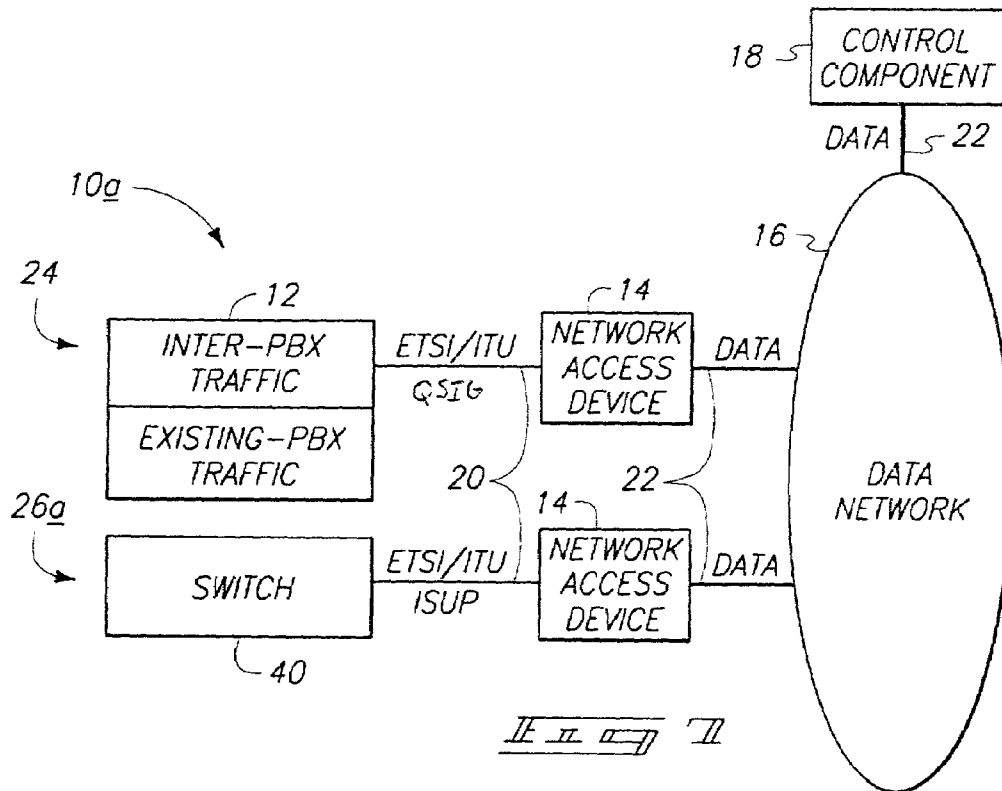 CONTROL
COMPONENT
18
DATA
22
10a
16
24
12
14
INTER-PBX
TRAFFIC
ETSI/ITU
QSIG
NETWORK
ACCESS
DEVICE
DATA
EXISTING-PBX
TRAFFIC
20
22
DATA
NETWORK
26a
14
SWITCH
ETSI/ITU
ISUP
NETWORK
ACCESS
DEVICE
DATA
40
FIG 7